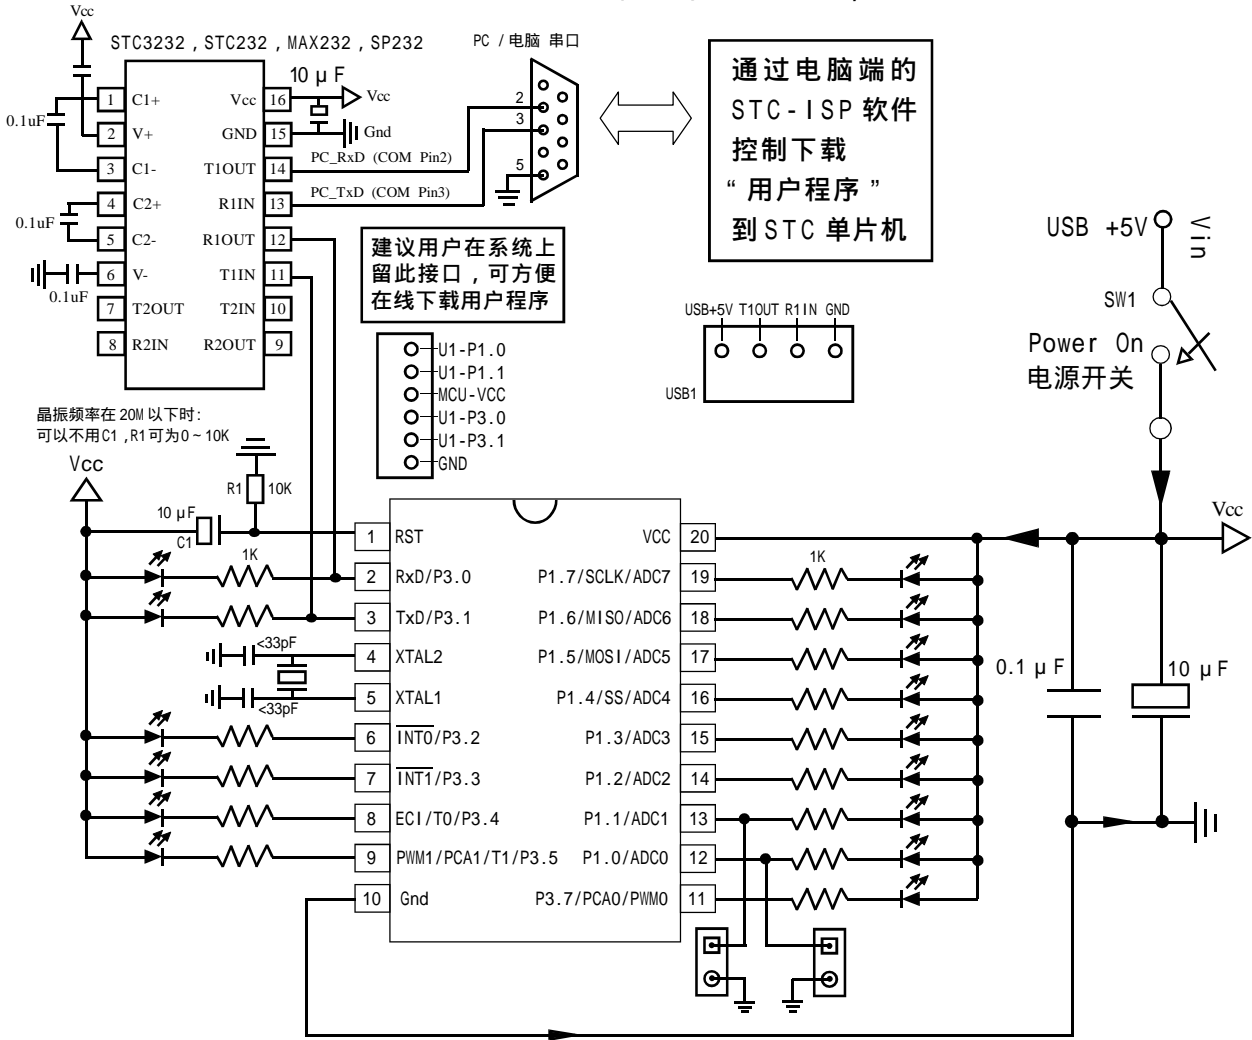 Vcc
STC3232 , STC232 , MAX232 , SP232
1 C1+
2 V+
3 C1-
4 C2+
5 C2-
6 V-
7 T2OUT
8 R2IN
Vcc 16
GND 15
T1OUT 14
R1IN 13
R1OUT 12
T1IN 11
T2IN 10
R2OUT 9
0.1uF
0.1uF
0.1uF
10 μF
Vcc
Gnd
PC_RxD (COM Pin2)
PC_TxD (COM Pin3)
PC / 电脑 串口
2
3
5
通过电脑端的
STC-ISP 软件
控制下载
“用户程序”
到STC 单片机
建议用户在系统上
留此接口，可方便
在线下载用户程序
U1-P1.0
U1-P1.1
MCU-VCC
U1-P3.0
U1-P3.1
GND
USB+5V T1OUT R1IN GND
USB1
USB +5V
Vin
SW1
Power On
电源开关
晶振频率在 20M 以下时：
可以不用C1 ,R1可为0～10K
Vcc
R1
10K
10 μF
C1
1K
<33pF
<33pF
1 RST
2 RxD/P3.0
3 TxD/P3.1
4 XTAL2
5 XTAL1
6 INT0/P3.2
7 INT1/P3.3
8 ECI/T0/P3.4
9 PWM1/PCA1/T1/P3.5
10 Gnd
VCC 20
P1.7/SCLK/ADC7 19
P1.6/MISO/ADC6 18
P1.5/MOSI/ADC5 17
P1.4/SS/ADC4 16
P1.3/ADC3 15
P1.2/ADC2 14
P1.1/ADC1 13
P1.0/ADC0 12
P3.7/PCA0/PWM0 11
1K
Vcc
0.1 μF
10 μF